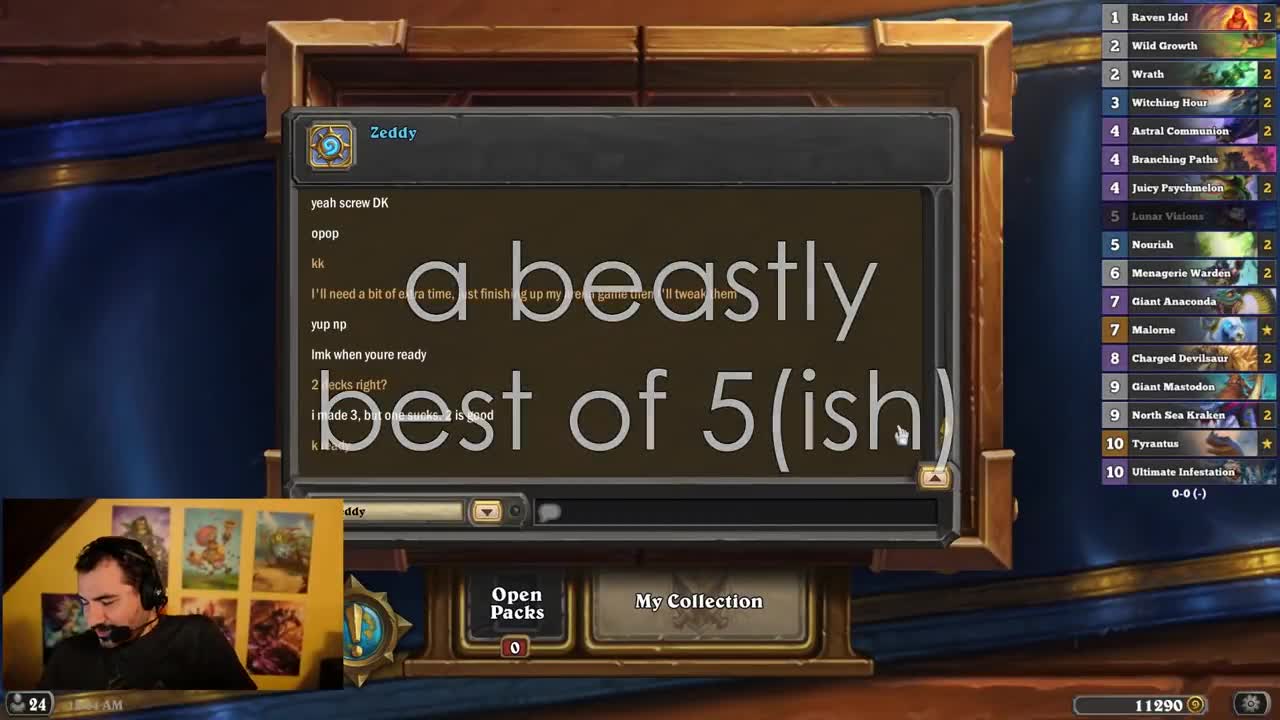 Zeddy
yeah screw DK
opop
kk
I'll need a bit of extra time, just finishing up my arena game then I'll tweak them
yup np
lmk when youre ready
2 decks right?
i made 3, but one sucks. 2 is good
k ready
a beastly
best of 5(ish)
Open
Packs
0
My Collection
24
AM
11290
1 Raven Idol 2
2 Wild Growth
2 Wrath 2
3 Witching Hour 2
4 Astral Communion 2
4 Branching Paths
4 Juicy Psychmelon 2
5 Lunar Visions
5 Nourish 2
6 Menagerie Warden 2
7 Giant Anaconda
7 Malorne
8 Charged Devilsaur 2
9 Giant Mastodon
9 North Sea Kraken 2
10 Tyrantus
10 Ultimate Infestation
0-0 (-)